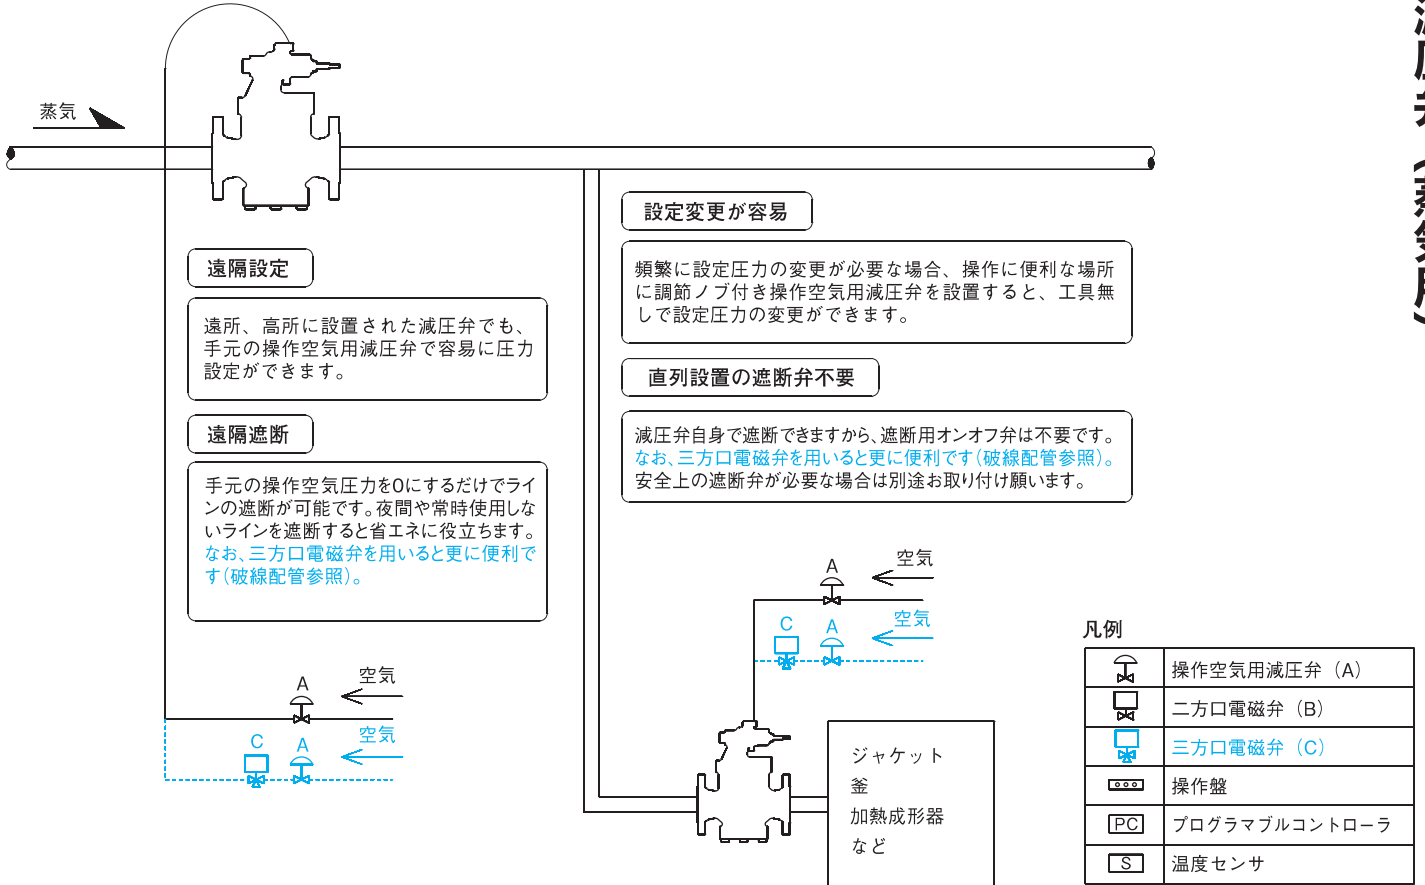 減圧弁（蒸気用）
蒸気
遠隔設定
遠所、高所に設置された減圧弁でも、
手元の操作空気用減圧弁で容易に圧力
設定ができます。
遠隔遮断
手元の操作空気圧力を0にするだけでライ
ンの遮断が可能です。夜間や常時使用しな
いラインを遮断すると省エネに役立ちます。
なお、三方口電磁弁を用いると更に便利で
す(破線配管参照)。
A
空気
C
A
空気
設定変更が容易
頻繁に設定圧力の変更が必要な場合、操作に便利な場所
に調節ノブ付き操作空気用減圧弁を設置すると、工具無
しで設定圧力の変更ができます。
直列設置の遮断弁不要
減圧弁自身で遮断できますから、遮断用オンオフ弁は不要です。
なお、三方口電磁弁を用いると更に便利です(破線配管参照)。
安全上の遮断弁が必要な場合は別途お取り付け願います。
A
空気
C
A
空気
ジャケット
釜
加熱成形器
など
凡例
操作空気用減圧弁（A）
二方口電磁弁（B）
三方口電磁弁（C）
操作盤
PC
プログラマブルコントローラ
S
温度センサ